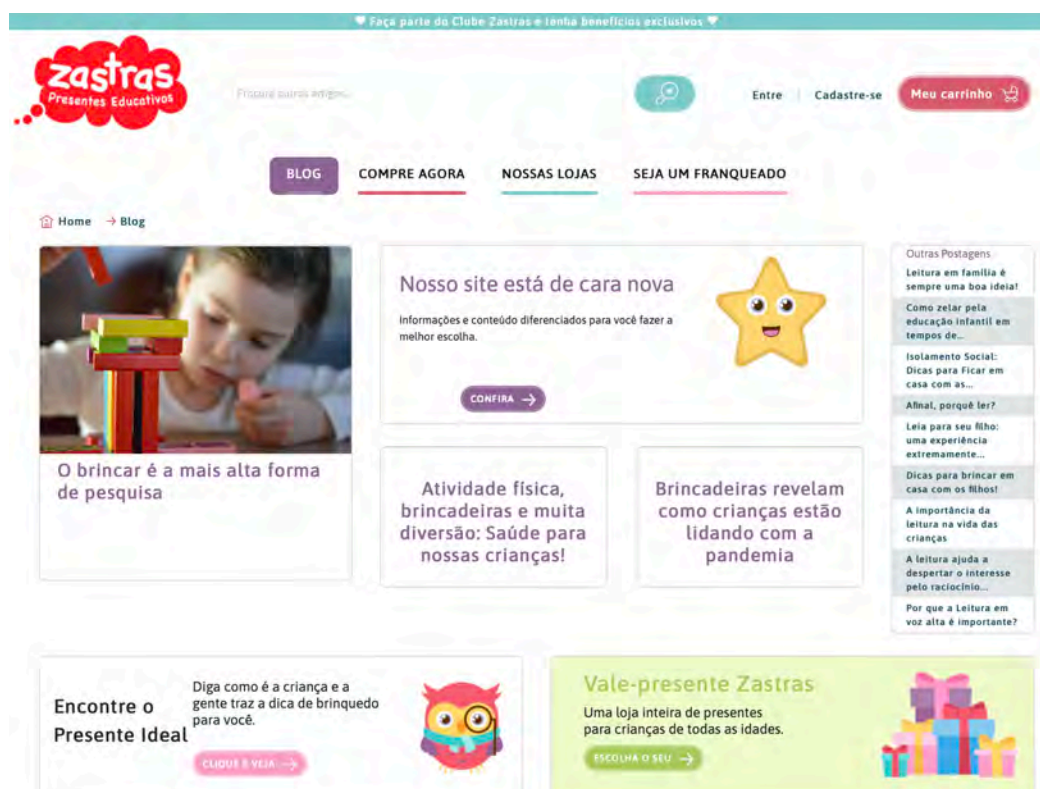 Faça parte do Clube Zastras e tenha benefícios exclusivos
zastras
Presentes Educativos
Procure outros artigos...
Entre
Cadastre-se
Meu carrinho
BLOG
COMPRE AGORA
NOSSAS LOJAS
SEJA UM FRANQUEADO
Home
Blog
O brincar é a mais alta forma
de pesquisa
Nosso site está de cara nova
Informações e conteúdo diferenciados para você fazer a
melhor escolha.
CONFIRA
Atividade física,
brincadeiras e muita
diversão: Saúde para
nossas crianças!
Brincadeiras revelam
como crianças estão
lidando com a
pandemia
Outras Postagens
Leitura em família é
sempre uma boa ideia!
Como zelar pela
educação infantil em
tempos de...
Isolamento Social:
Dicas para Ficar em
casa com as...
Afinal, porquê ler?
Leia para seu filho:
uma experiência
extremamente...
Dicas para brincar em
casa com os filhos!
A importância da
leitura na vida das
crianças
A leitura ajuda a
despertar o interesse
pelo raciocínio...
Por que a Leitura em
voz alta é importante?
Encontre o
Presente Ideal
Diga como é a criança e a
gente traz a dica de brinquedo
para você.
CLIQUE E VEJA
Vale-presente Zastras
Uma loja inteira de presentes
para crianças de todas as idades.
ESCOLHA O SEU